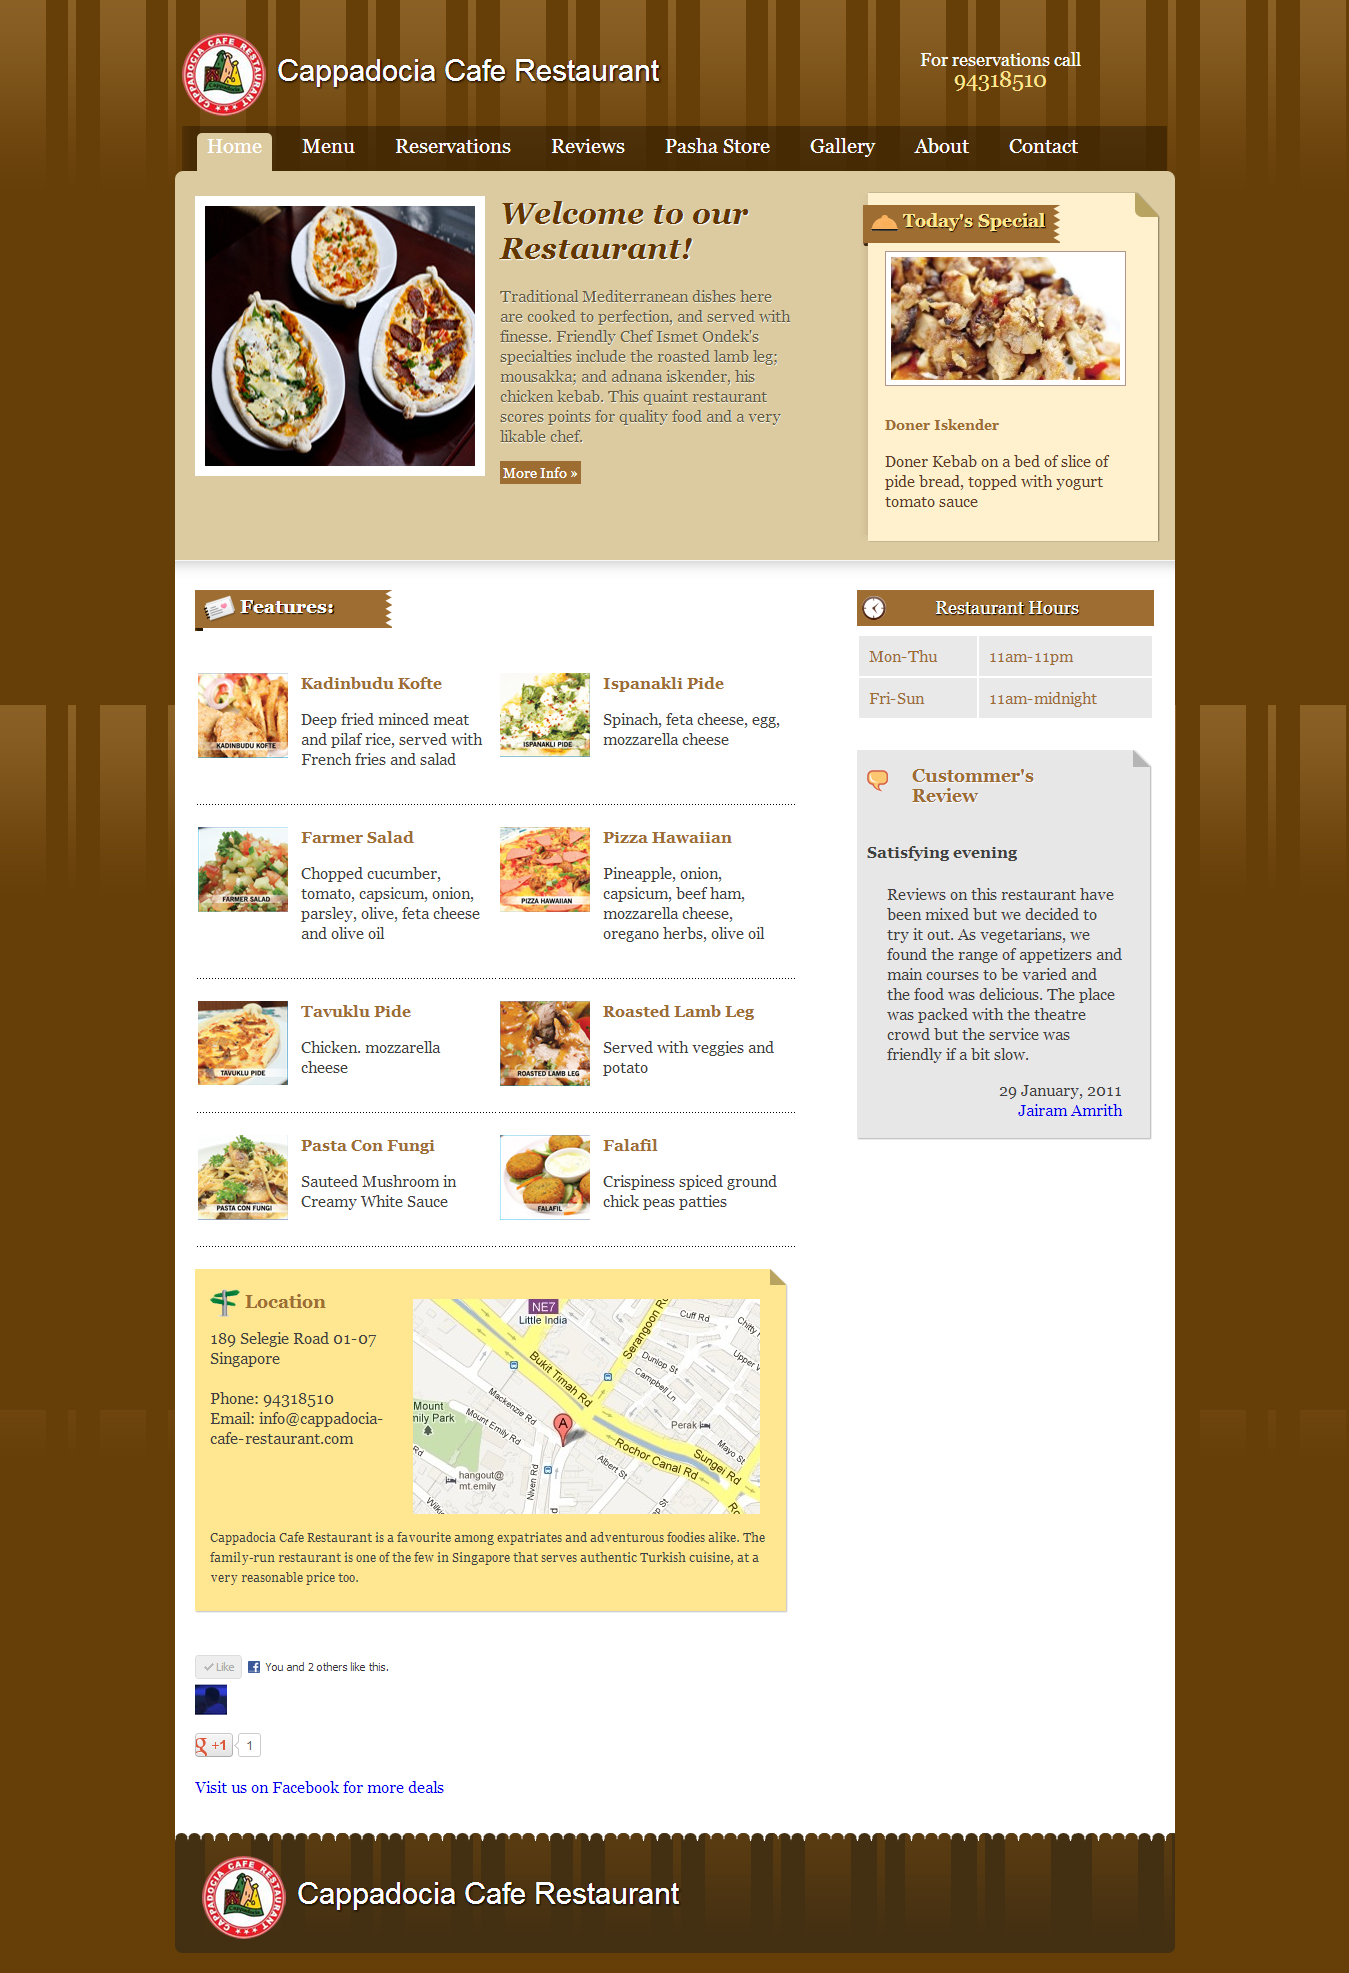 CAPPADOCIA CAFE RESTAURANT
Cappadocia Cafe Restaurant
For reservations call
94318510
Home
Menu
Reservations
Reviews
Pasha Store
Gallery
About
Contact
Welcome to our
Restaurant!
Traditional Mediterranean dishes here
are cooked to perfection, and served with
finesse. Friendly Chef Ismet Ondek's
specialties include the roasted lamb leg;
mousakka; and adnana iskender, his
chicken kebab. This quaint restaurant
scores points for quality food and a very
likable chef.
More Info »
Today's Special
Doner Iskender
Doner Kebab on a bed of slice of
pide bread, topped with yogurt
tomato sauce
Features:
KADINBUDU KOFTE
Kadinbudu Kofte
Deep fried minced meat
and pilaf rice, served with
French fries and salad
ISPANAKLI PIDE
Ispanakli Pide
Spinach, feta cheese, egg,
mozzarella cheese
FARMER SALAD
Farmer Salad
Chopped cucumber,
tomato, capsicum, onion,
parsley, olive, feta cheese
and olive oil
PIZZA HAWAIIAN
Pizza Hawaiian
Pineapple, onion,
capsicum, beef ham,
mozzarella cheese,
oregano herbs, olive oil
TAVUKLU PIDE
Tavuklu Pide
Chicken. mozzarella
cheese
ROASTED LAMB LEG
Roasted Lamb Leg
Served with veggies and
potato
PASTA CON FUNGI
Pasta Con Fungi
Sauteed Mushroom in
Creamy White Sauce
FALAFIL
Falafil
Crispiness spiced ground
chick peas patties
Restaurant Hours
Mon-Thu 11am-11pm
Fri-Sun 11am-midnight
Custommer's
Review
Satisfying evening
Reviews on this restaurant have
been mixed but we decided to
try it out. As vegetarians, we
found the range of appetizers and
main courses to be varied and
the food was delicious. The place
was packed with the theatre
crowd but the service was
friendly if a bit slow.
29 January, 2011
Jairam Amrith
Location
189 Selegie Road 01-07
Singapore
Phone: 94318510
Email: info@cappadocia-
cafe-restaurant.com
NE7
Little India
Serangoon R
Cuff Rd
Chitty
Upper
Dunlop St
Campbell Ln
Bukit Timah Rd
Mackenzie Rd
Mount
mily Park
Mount Emily Rd
A
Perak
Mayo St
Sungei Rd
Rochor Canal Rd
Albert St
Niven Rd
hangout@
mt.emily
Wilki
Ro
Cappadocia Cafe Restaurant is a favourite among expatriates and adventurous foodies alike. The
family-run restaurant is one of the few in Singapore that serves authentic Turkish cuisine, at a
very reasonable price too.
Like
You and 2 others like this.
g +1
1
Visit us on Facebook for more deals
CAPPADOCIA CAFE RESTAURANT
Cappadocia Cafe Restaurant